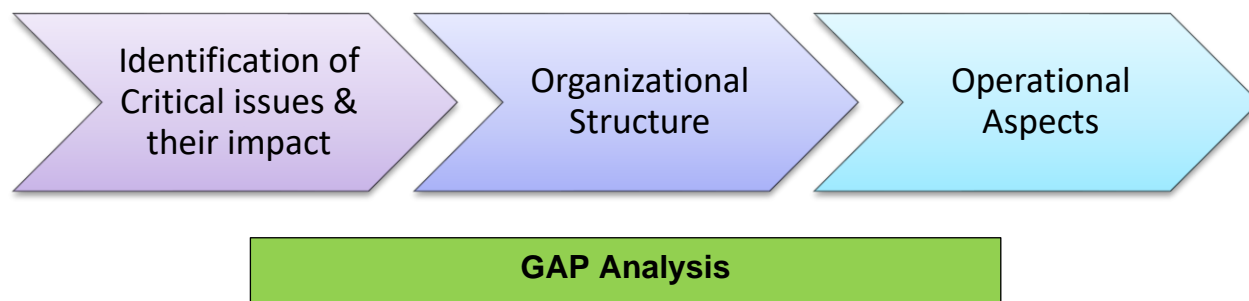 Identification of
Critical issues &
their impact
Organizational
Structure
Operational
Aspects
GAP Analysis